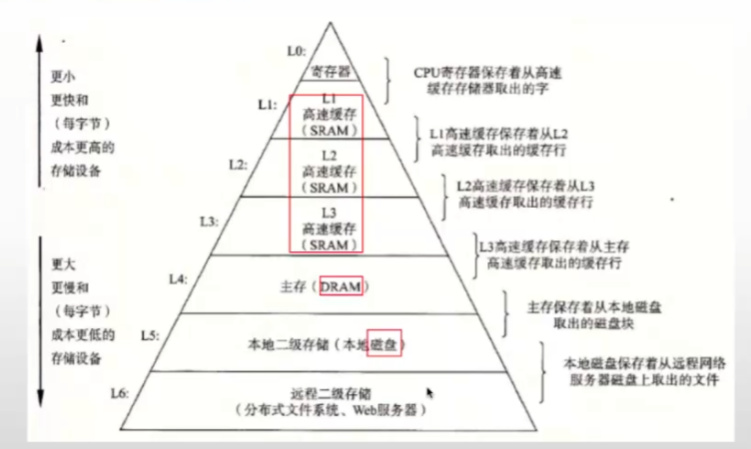 L0:
寄存器
CPU寄存器保存着从高速
缓存存储器取出的字
更小
更快和
（每字节）
成本更高的
存储设备
L1:
L1
高速缓存
（SRAM）
L1高速缓存保存着从L2
高速缓存取出的缓存行
L2:
L2
高速缓存
（SRAM）
L2高速缓存保存着从L3
高速缓存取出的缓存行
L3:
L3
高速缓存
（SRAM）
L3高速缓存保存着从主存
高速缓存取出的缓存行
更大
更慢和
（每字节）
成本更低的
存储设备
L4:
主存（DRAM）
主存保存着从本地磁盘
取出的磁盘块
L5:
本地二级存储（本地磁盘）
本地磁盘保存着从远程网络
服务器磁盘上取出的文件
L6:
远程二级存储
（分布式文件系统、Web服务器）